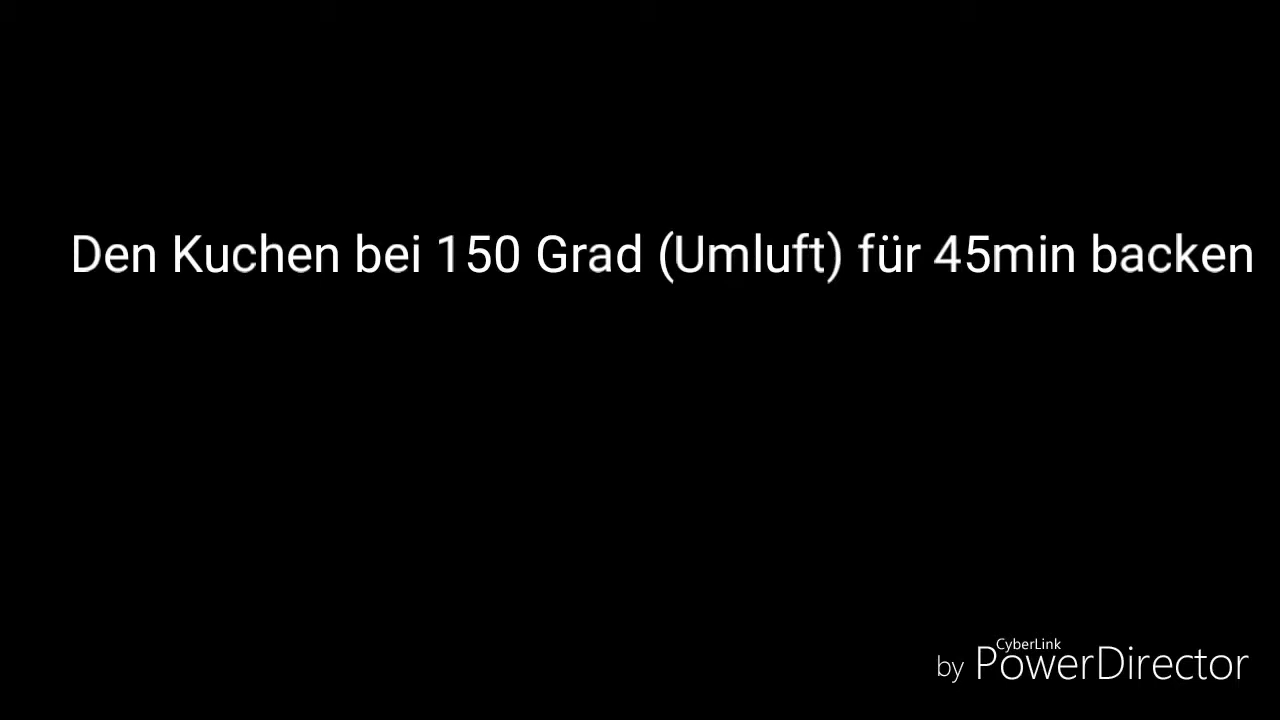 Den Kuchen bei 150 Grad (Umluft) für 45min backen
CyberLink
by PowerDirector